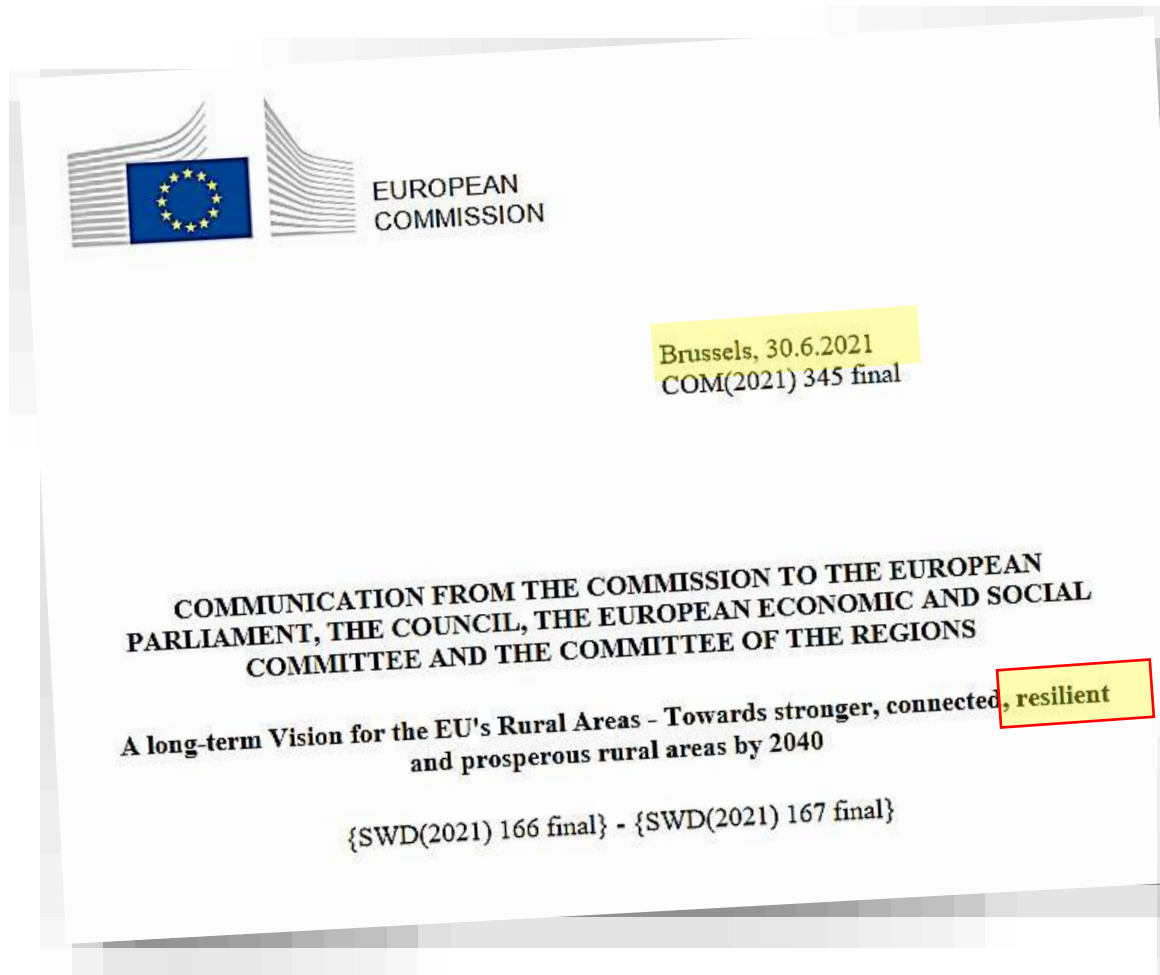 EUROPEAN
COMMISSION
Brussels, 30.6.2021
COM(2021) 345 final
COMMUNICATION FROM THE COMMISSION TO THE EUROPEAN
PARLIAMENT, THE COUNCIL, THE EUROPEAN ECONOMIC AND SOCIAL
COMMITTEE AND THE COMMITTEE OF THE REGIONS
A long-term Vision for the EU's Rural Areas - Towards stronger, connected, resilient
and prosperous rural areas by 2040
{SWD(2021) 166 final} - {SWD(2021) 167 final}